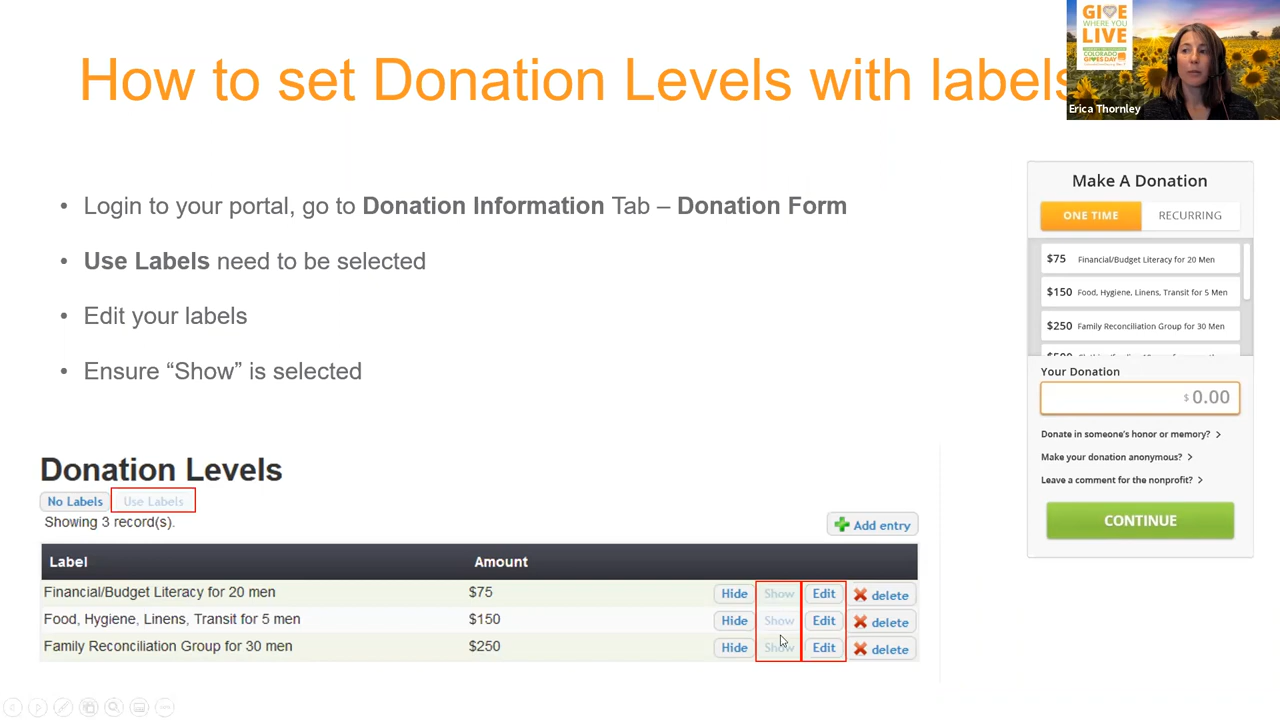 How to set Donation Levels with labels
GIVE
WHERE YOU
LIVE
COLORADO
GIVES DAY
Erica Thornley
• Login to your portal, go to Donation Information Tab – Donation Form
• Use Labels need to be selected
• Edit your labels
• Ensure “Show” is selected
Make A Donation
ONE TIME RECURRING
$75 Financial/Budget Literacy for 20 Men
$150 Food, Hygiene, Linens, Transit for 5 Men
$250 Family Reconciliation Group for 30 Men
Your Donation
$ 0.00
Donate in someone's honor or memory? >
Make your donation anonymous? >
Leave a comment for the nonprofit? >
CONTINUE
Donation Levels
No Labels Use Labels
Showing 3 record(s).
Add entry
Label Amount
Financial/Budget Literacy for 20 men $75 Hide Show Edit delete
Food, Hygiene, Linens, Transit for 5 men $150 Hide Show Edit delete
Family Reconciliation Group for 30 men $250 Hide Show Edit delete